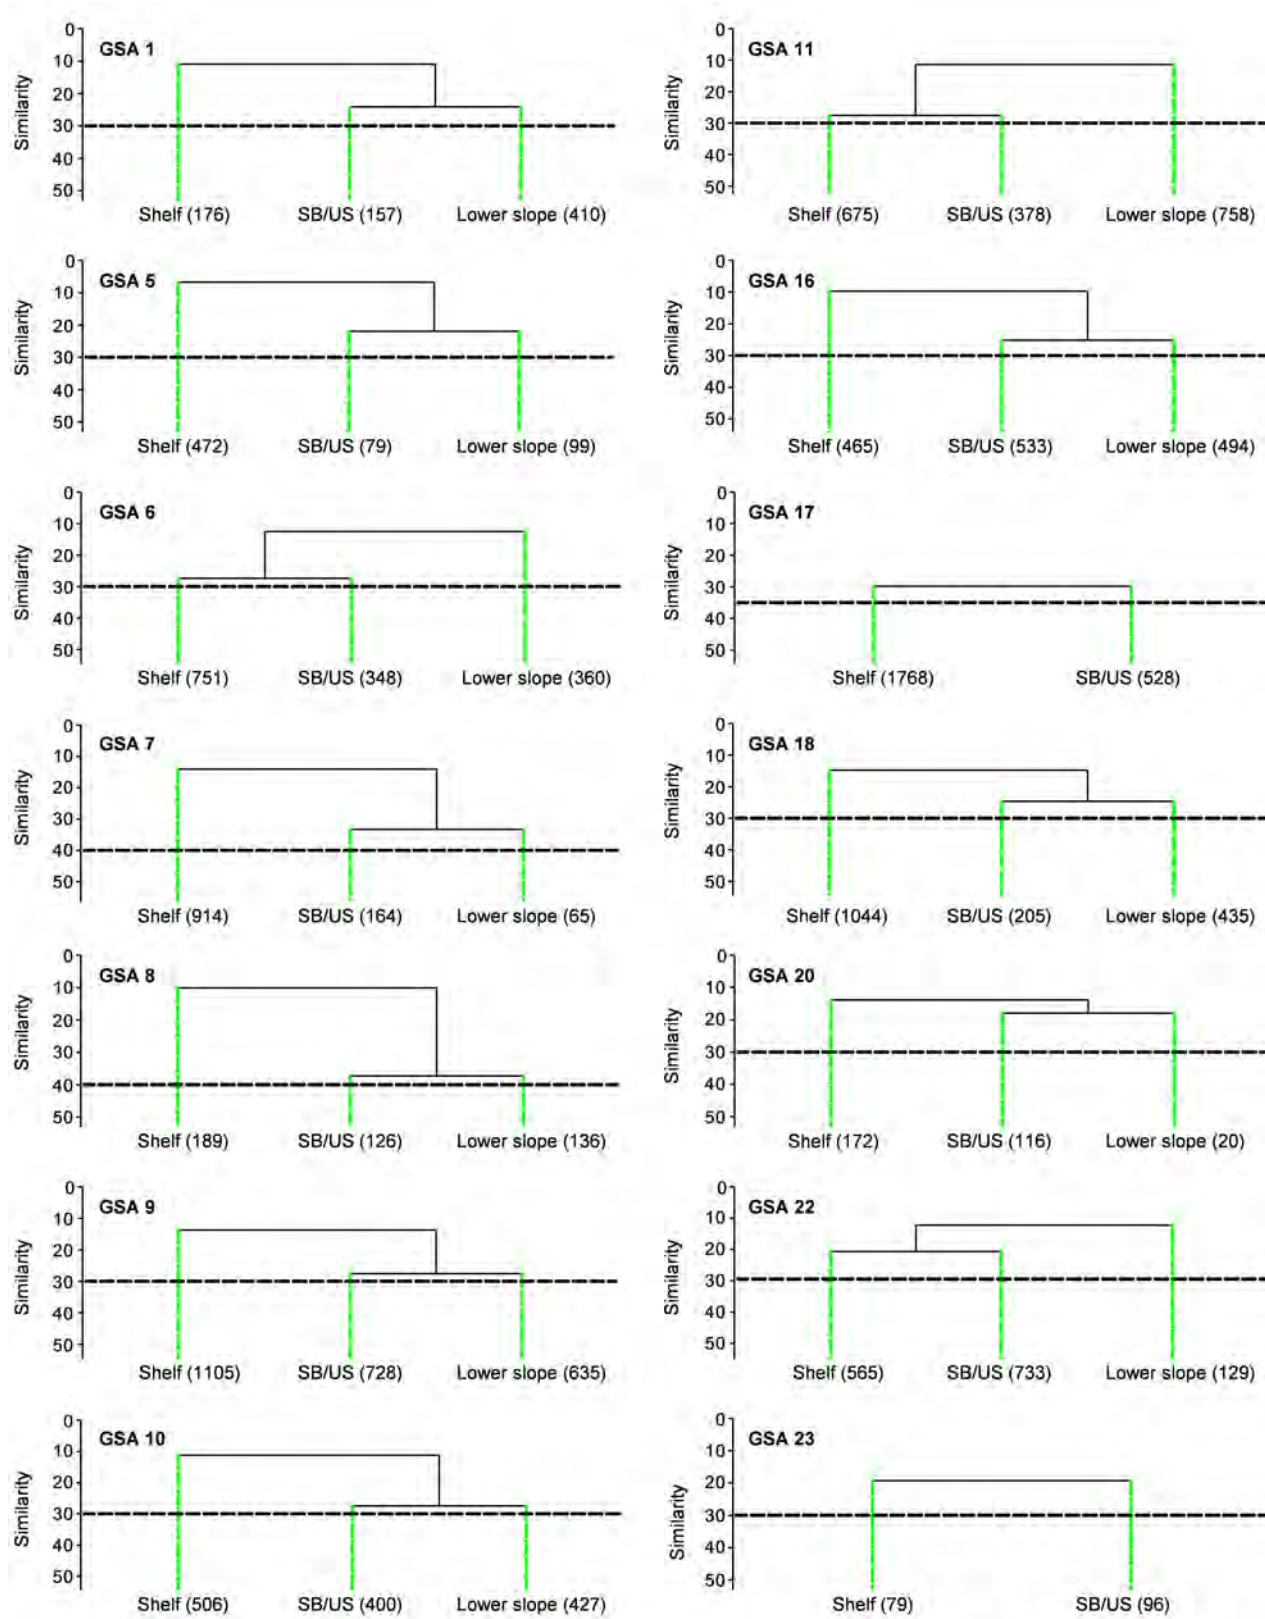 GSA 1
Similarity
0
10
20
30
40
50
Shelf (176) SB/US (157) Lower slope (410)
GSA 5
Similarity
0
10
20
30
40
50
Shelf (472) SB/US (79) Lower slope (99)
GSA 6
Similarity
0
10
20
30
40
50
Shelf (751) SB/US (348) Lower slope (360)
GSA 7
Similarity
0
10
20
30
40
50
Shelf (914) SB/US (164) Lower slope (65)
GSA 8
Similarity
0
10
20
30
40
50
Shelf (189) SB/US (126) Lower slope (136)
GSA 9
Similarity
0
10
20
30
40
50
Shelf (1105) SB/US (728) Lower slope (635)
GSA 10
Similarity
0
10
20
30
40
50
Shelf (506) SB/US (400) Lower slope (427)
GSA 11
Similarity
0
10
20
30
40
50
Shelf (675) SB/US (378) Lower slope (758)
GSA 16
Similarity
0
10
20
30
40
50
Shelf (465) SB/US (533) Lower slope (494)
GSA 17
Similarity
0
10
20
30
40
50
Shelf (1768) SB/US (528)
GSA 18
Similarity
0
10
20
30
40
50
Shelf (1044) SB/US (205) Lower slope (435)
GSA 20
Similarity
0
10
20
30
40
50
Shelf (172) SB/US (116) Lower slope (20)
GSA 22
Similarity
0
10
20
30
40
50
Shelf (565) SB/US (733) Lower slope (129)
GSA 23
Similarity
0
10
20
30
40
50
Shelf (79) SB/US (96)